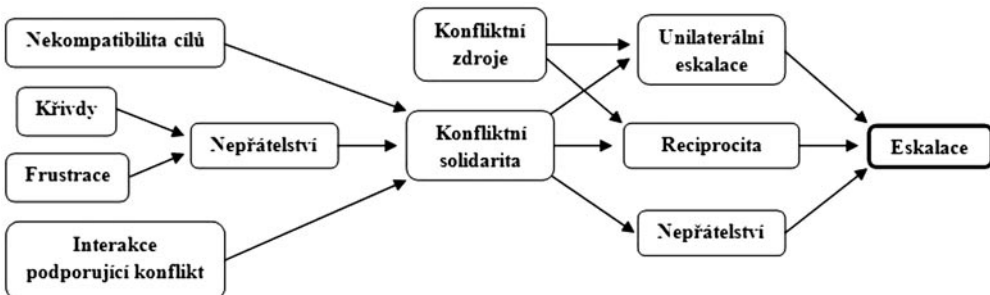 Nekompatibilita cílů
Křivdy
Frustrace
Interakce
podporující konflikt
Nepřátelství
Konfliktní
zdroje
Konfliktní
solidarita
Unilaterální
eskalace
Reciprocita
Nepřátelství
Eskalace